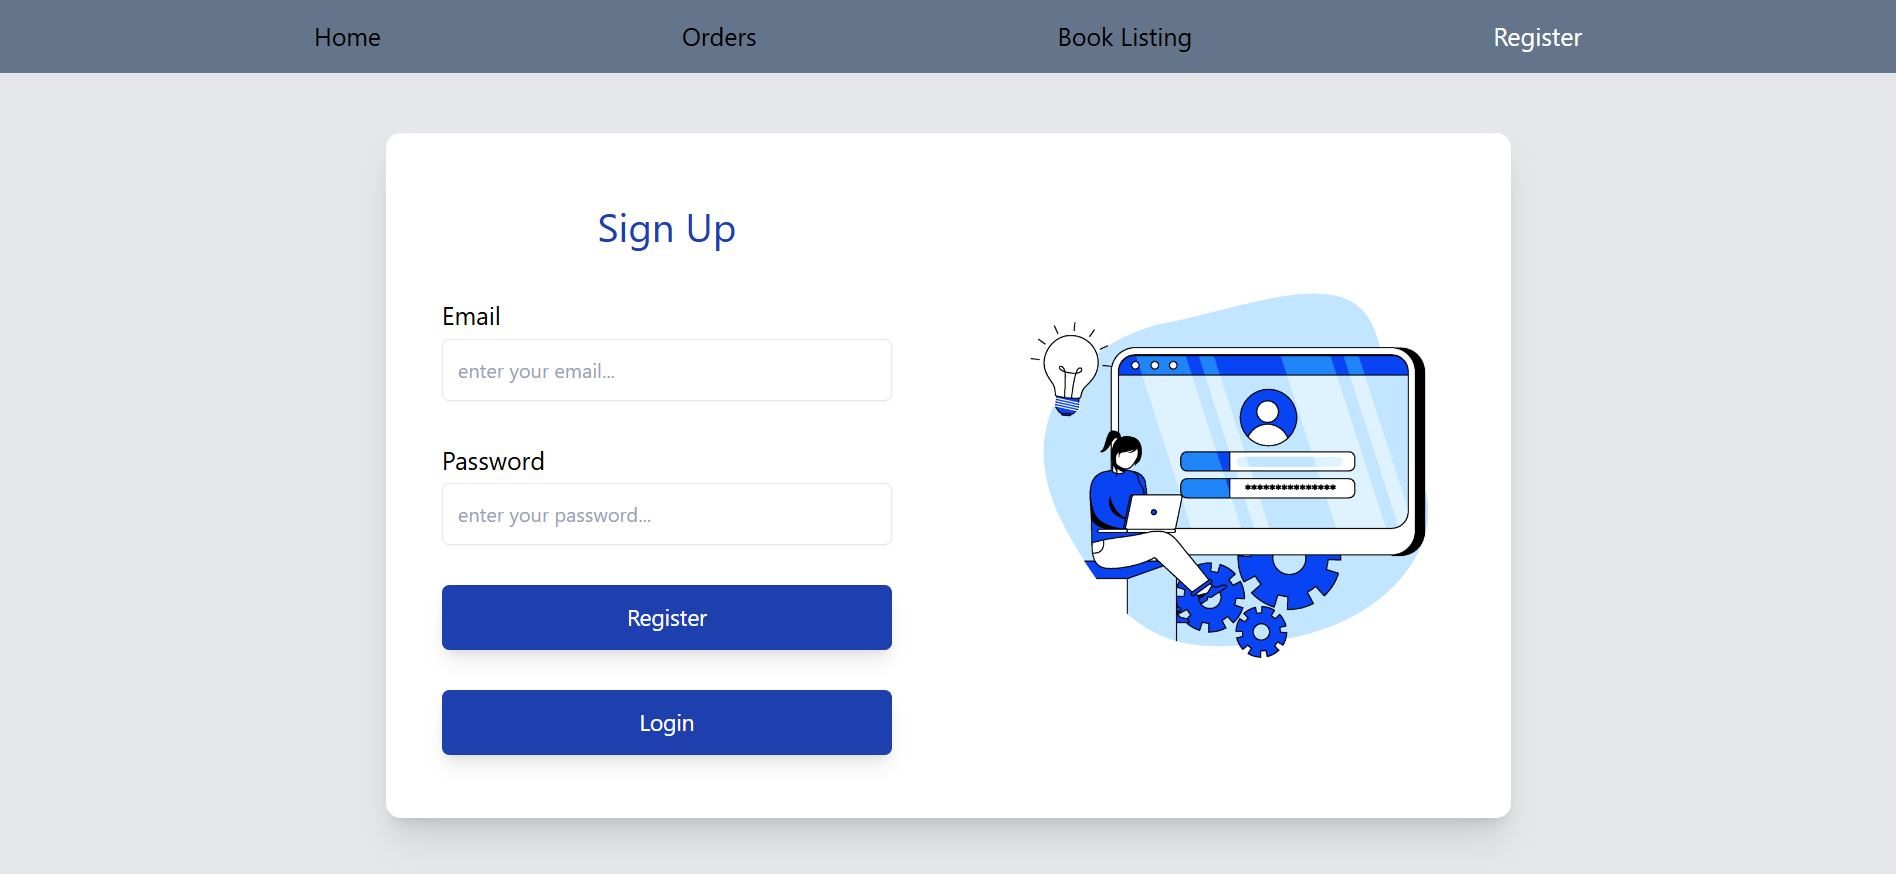 Home Orders Book Listing Register
Sign Up
Email
enter your email...
Password
enter your password...
***************
Register
Login